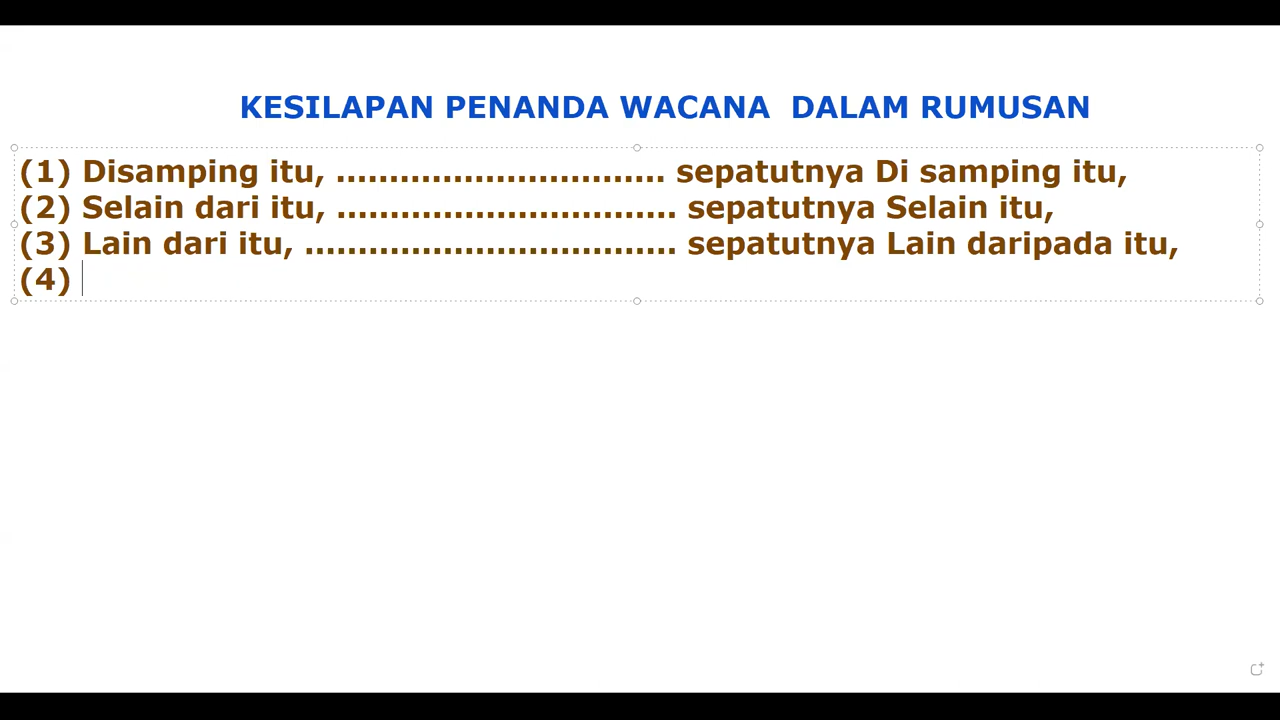 KESILAPAN PENANDA WACANA  DALAM RUMUSAN
(1) Disamping itu, ............................... sepatutnya Di samping itu,
(2) Selain dari itu, ................................ sepatutnya Selain itu,
(3) Lain dari itu, ................................... sepatutnya Lain daripada itu,
(4)